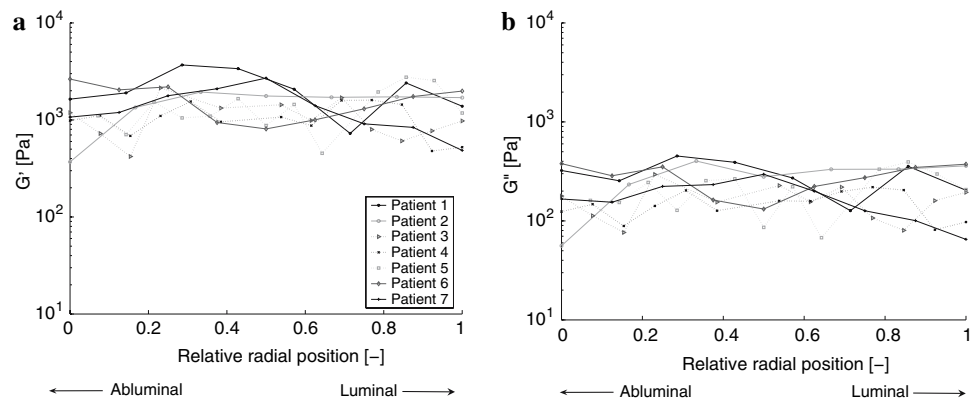 a
10^4
10^3
10^2
10^1
G' [Pa]
Patient 1
Patient 2
Patient 3
Patient 4
Patient 5
Patient 6
Patient 7
0 0.2 0.4 0.6 0.8 1
Relative radial position [-]
Abluminal Luminal
b
10^4
10^3
10^2
10^1
G" [Pa]
0 0.2 0.4 0.6 0.8 1
Relative radial position [-]
Abluminal Luminal